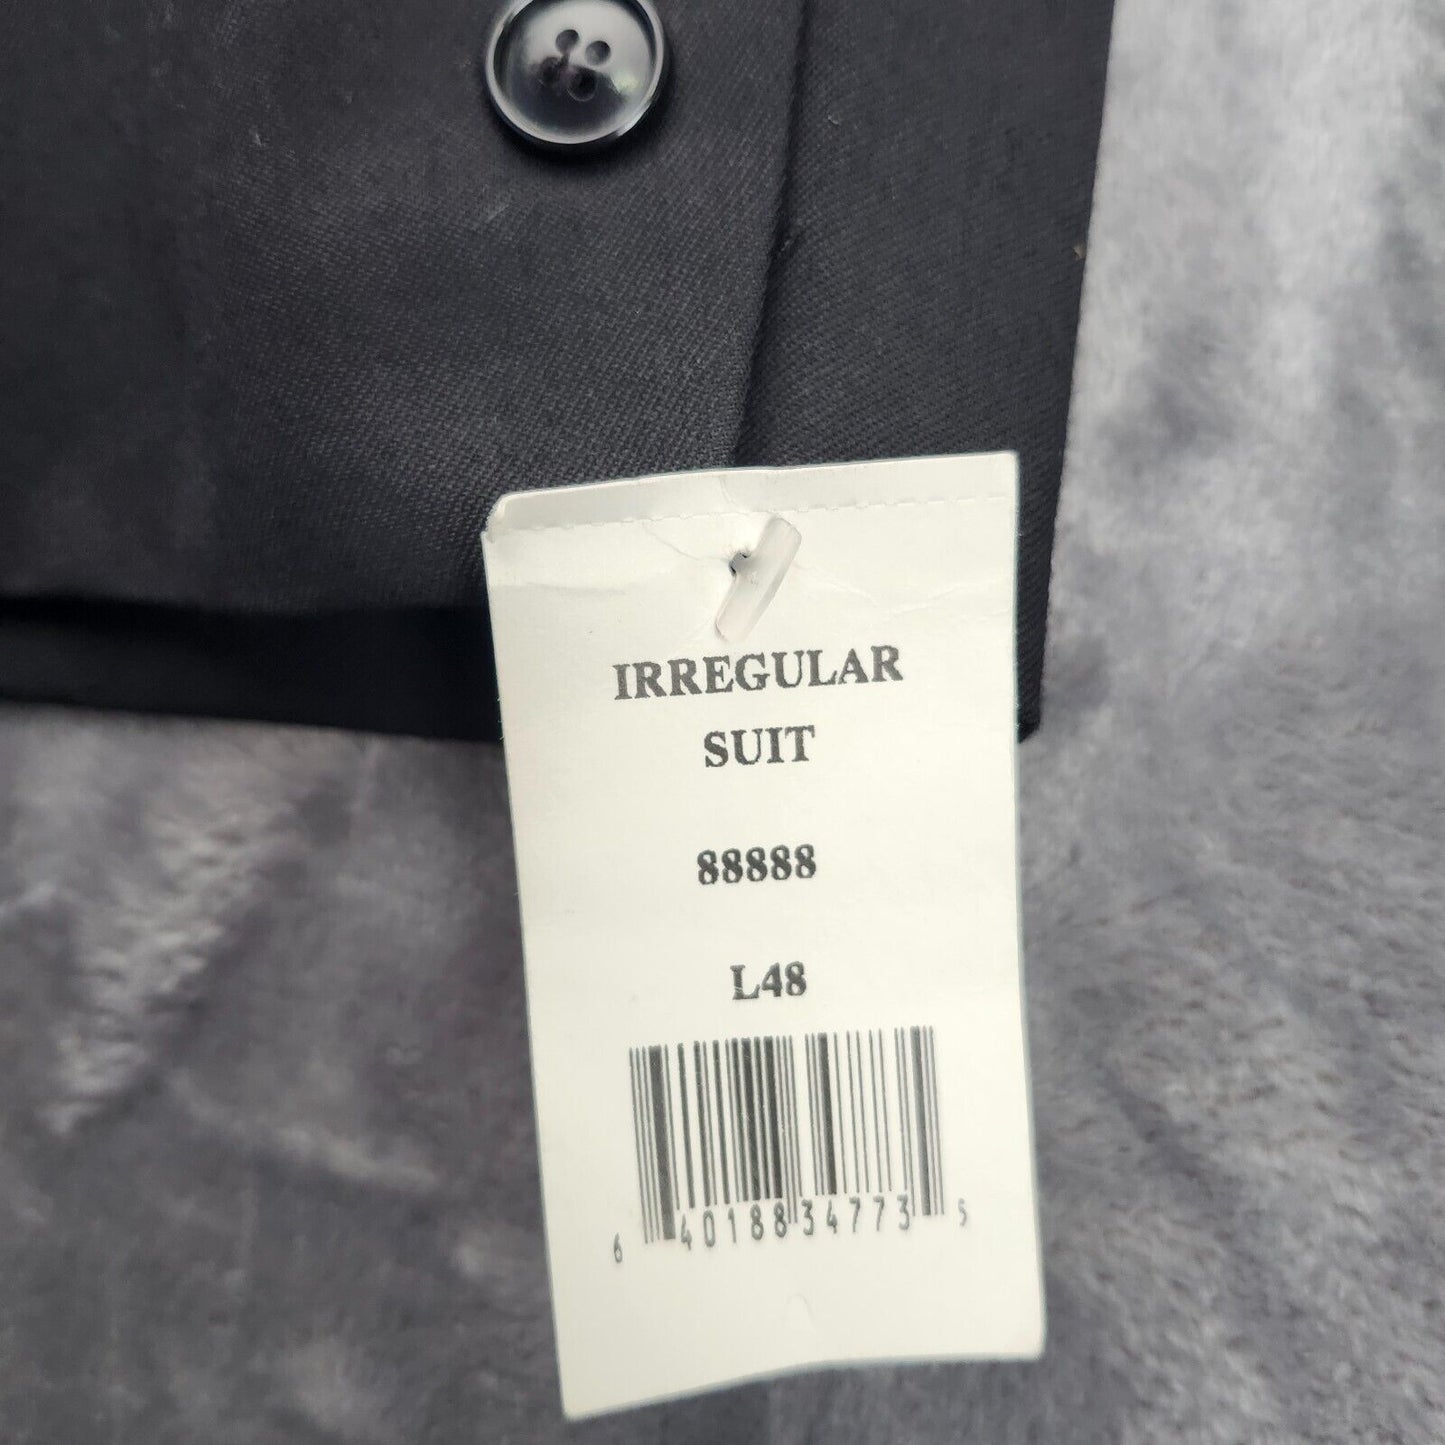 IRREGULAR
SUIT
88888
L48
6 40188 34773 5